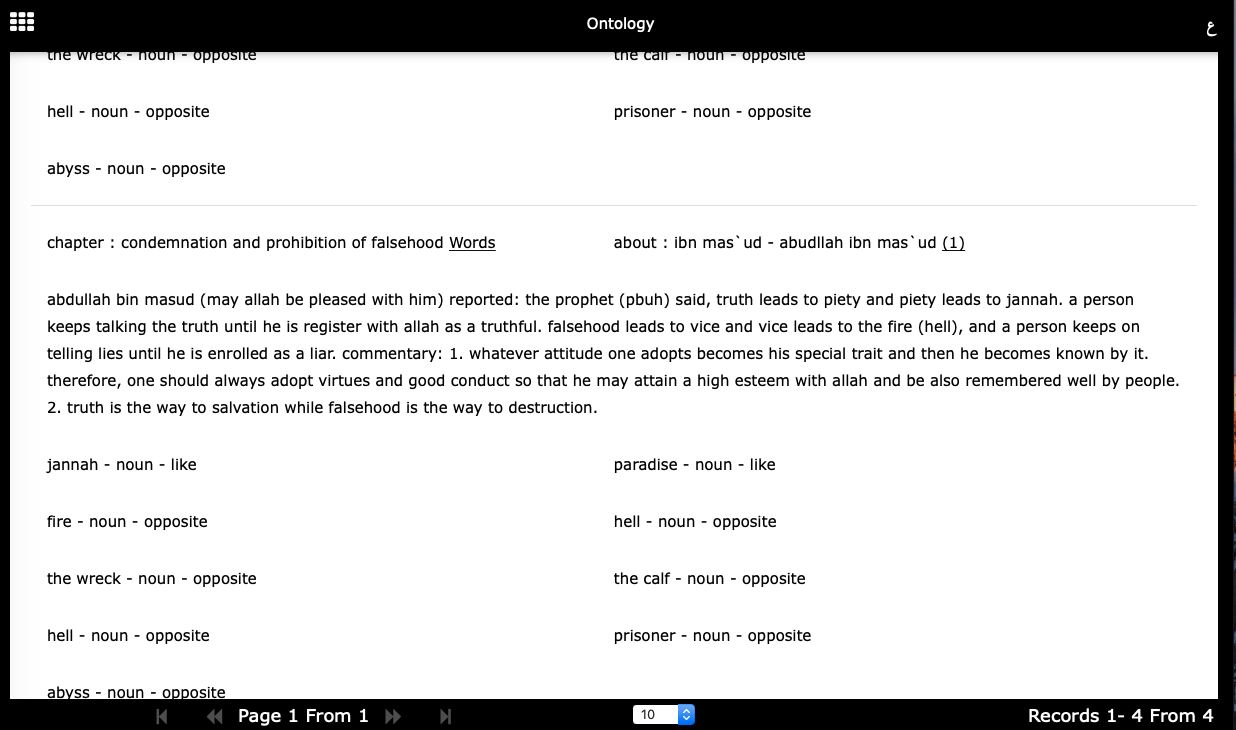 Ontology
ع
the wreck - noun - opposite
the calf - noun - opposite
hell - noun - opposite
prisoner - noun - opposite
abyss - noun - opposite
chapter : condemnation and prohibition of falsehood Words
about : ibn mas`ud - abudllah ibn mas`ud (1)
abdullah bin masud (may allah be pleased with him) reported: the prophet (pbuh) said, truth leads to piety and piety leads to jannah. a person
keeps talking the truth until he is register with allah as a truthful. falsehood leads to vice and vice leads to the fire (hell), and a person keeps on
telling lies until he is enrolled as a liar. commentary: 1. whatever attitude one adopts becomes his special trait and then he becomes known by it.
therefore, one should always adopt virtues and good conduct so that he may attain a high esteem with allah and be also remembered well by people.
2. truth is the way to salvation while falsehood is the way to destruction.
jannah - noun - like
paradise - noun - like
fire - noun - opposite
hell - noun - opposite
the wreck - noun - opposite
the calf - noun - opposite
hell - noun - opposite
prisoner - noun - opposite
abyss - noun - opposite
Page 1 From 1
10
Records 1- 4 From 4